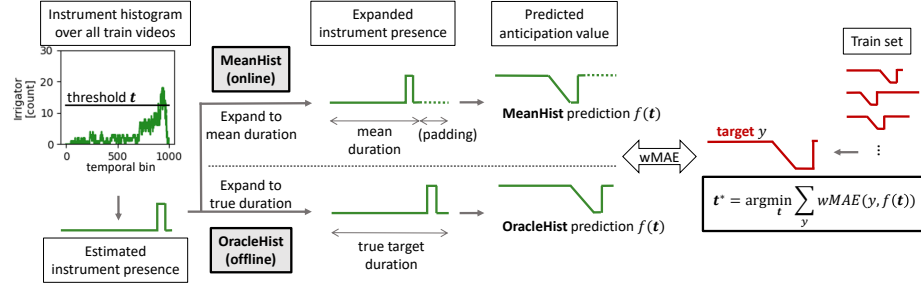 Instrument histogram
over all train videos
30
20
10
0
Irrigator
[count]
threshold t
0
500
1000
temporal bin
Estimated
instrument presence
MeanHist
(online)
Expand to
mean duration
Expand to
true duration
OracleHist
(offline)
Expanded
instrument presence
mean
duration
(padding)
true target
duration
Predicted
anticipation value
MeanHist prediction f(t)
OracleHist prediction f(t)
wMAE
Train set
⋮
target y
t* = argmin_t ∑_y wMAE(y, f(t))